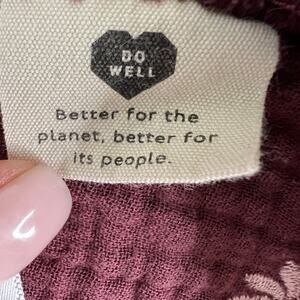 DO
WELL
Better for the
planet, better for
its people.